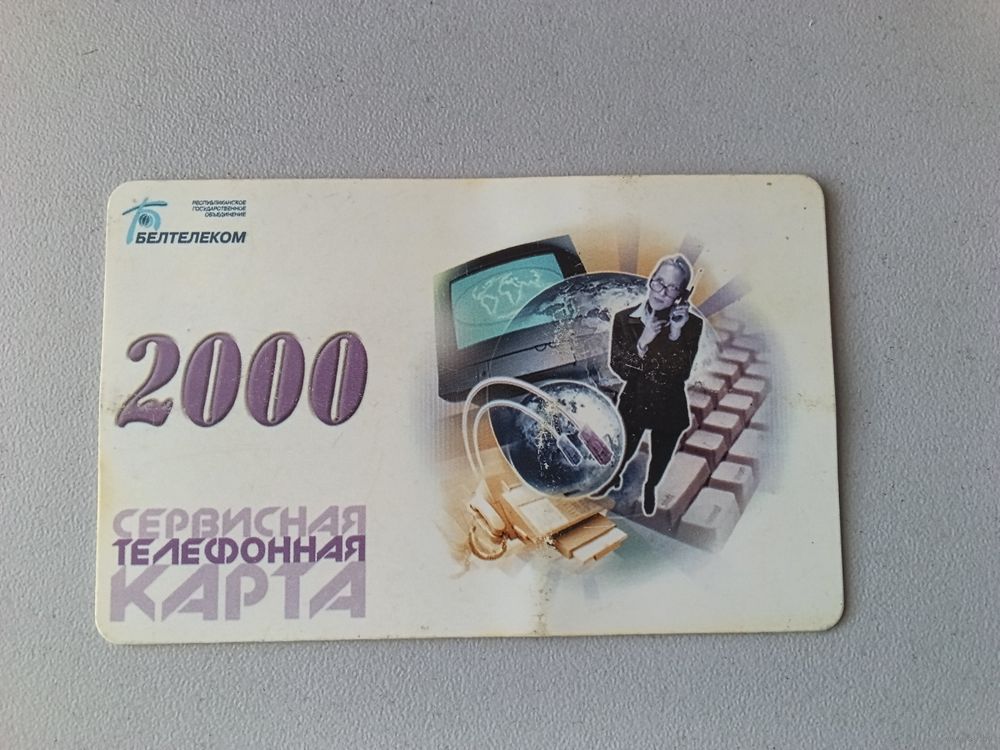 РЕСПУБЛИКАНСКОЕ
ГОСУДАРСТВЕННОЕ
ОБЪЕДИНЕНИЕ
БЕЛТЕЛЕКОМ
2000
СЕРВИСНАЯ
ТЕЛЕФОННАЯ
КАРТА